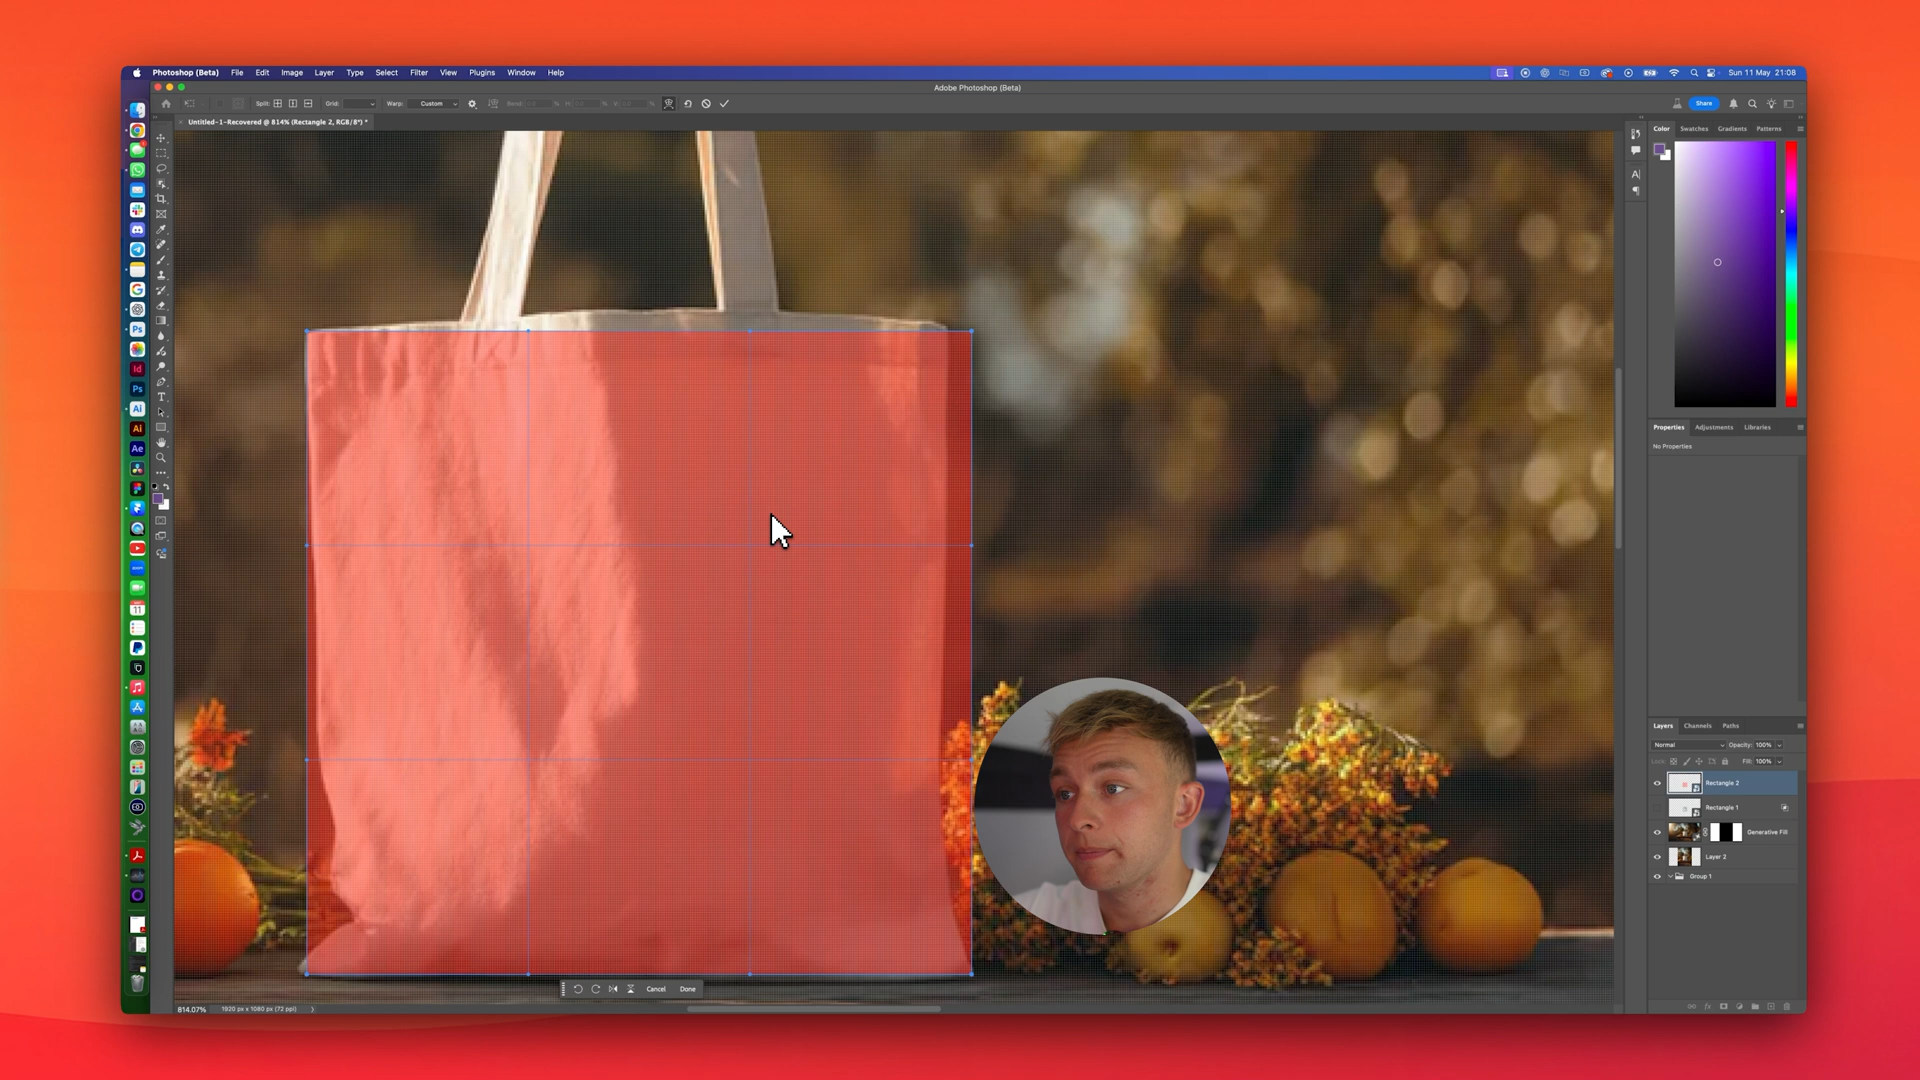 Photoshop (Beta) File Edit Image Layer Type Select Filter View Plugins Window Help
Sun 11 May 21:08
Adobe Photoshop (Beta)
Split: Grid: Warp: Custom
Share
Untitled-1-Recovered @ 814% (Rectangle 2, RGB/8*) *
Color Swatches Gradients Patterns
Properties Adjustments Libraries
No Properties
Layers Channels Paths
Normal Opacity: 100%
Lock: Fill: 100%
Rectangle 2
Rectangle 1
Generative Fill
Layer 2
Group 1
Cancel Done
814.07% 1920 px x 1080 px (72 ppi)